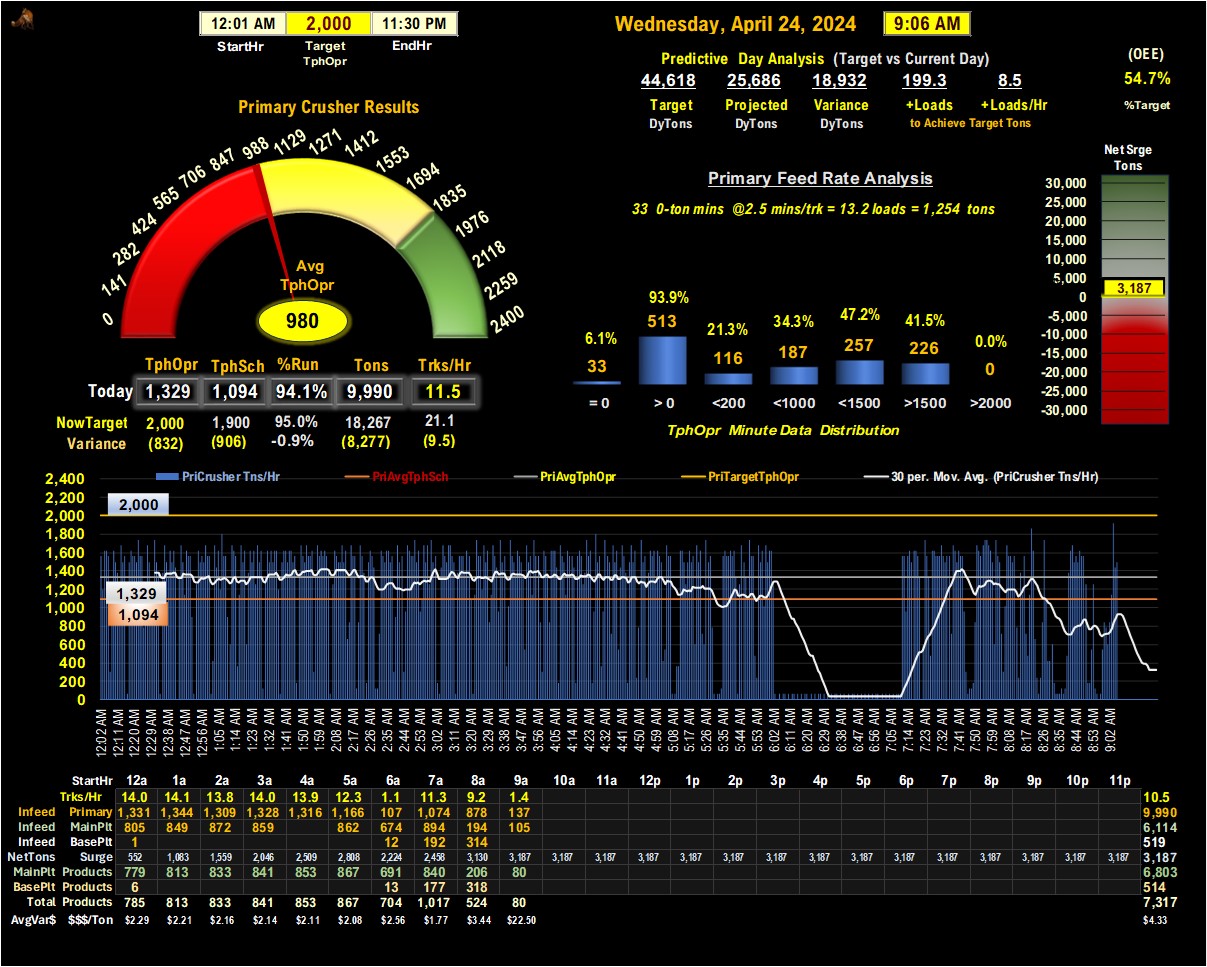 12:01 AM 2,000 11:30 PM
StartHr Target TphOpr EndHr
Wednesday, April 24, 2024 9:06 AM
Predictive Day Analysis (Target vs Current Day)
44,618 25,686 18,932 199.3 8.5
Target Projected Variance +Loads +Loads/Hr
DyTons DyTons DyTons to Achieve Target Tons
(OEE)
54.7%
%Target
Primary Crusher Results
0 141 282 424 565 706 847 988 1129 1271 1412 1553 1694 1835 1976 2118 2259 2400
Avg
TphOpr
980
TphOpr TphSch %Run Tons Trks/Hr
Today 1,329 1,094 94.1% 9,990 11.5
NowTarget 2,000 1,900 95.0% 18,267 21.1
Variance (832) (906) -0.9% (8,277) (9.5)
Primary Feed Rate Analysis
33 0-ton mins @2.5 mins/trk = 13.2 loads = 1,254 tons
6.1% 93.9% 21.3% 34.3% 47.2% 41.5% 0.0%
33 513 116 187 257 226 0
= 0 > 0 <200 <1000 <1500 >1500 >2000
TphOpr Minute Data Distribution
Net Srge
Tons
30,000
25,000
20,000
15,000
10,000
5,000
0
-5,000
-10,000
-15,000
-20,000
-25,000
-30,000
3,187
PriCrusher Tns/Hr PriAvgTphSch PriAvgTphOpr PriTargetTphOpr 30 per. Mov. Avg. (PriCrusher Tns/Hr)
2,400
2,200
2,000
1,800
1,600
1,400
1,200
1,000
800
600
400
200
0
2,000
1,329
1,094
12:02 AM 12:11 AM 12:20 AM 12:29 AM 12:38 AM 12:47 AM 12:56 AM 1:05 AM 1:14 AM 1:23 AM 1:32 AM 1:41 AM 1:50 AM 1:59 AM 2:08 AM 2:17 AM 2:26 AM 2:35 AM 2:44 AM 2:53 AM 3:02 AM 3:11 AM 3:20 AM 3:29 AM 3:38 AM 3:47 AM 3:56 AM 4:05 AM 4:14 AM 4:23 AM 4:32 AM 4:41 AM 4:50 AM 4:59 AM 5:08 AM 5:17 AM 5:26 AM 5:35 AM 5:44 AM 5:53 AM 6:02 AM 6:11 AM 6:20 AM 6:29 AM 6:38 AM 6:47 AM 6:56 AM 7:05 AM 7:14 AM 7:23 AM 7:32 AM 7:41 AM 7:50 AM 7:59 AM 8:08 AM 8:17 AM 8:26 AM 8:35 AM 8:44 AM 8:53 AM 9:02 AM
StartHr 12a 1a 2a 3a 4a 5a 6a 7a 8a 9a 10a 11a 12p 1p 2p 3p 4p 5p 6p 7p 8p 9p 10p 11p
Trks/Hr 14.0 14.1 13.8 14.0 13.9 12.3 1.1 11.3 9.2 1.4 10.5
Infeed Primary 1,331 1,344 1,309 1,328 1,316 1,166 107 1,074 878 137 9,990
Infeed MainPlt 805 849 872 859 862 674 894 194 105 6,114
Infeed BasePlt 1 12 192 314 519
NetTons Surge 552 1,083 1,559 2,046 2,509 2,808 2,224 2,458 3,130 3,187 3,187 3,187 3,187 3,187 3,187 3,187 3,187 3,187 3,187 3,187 3,187 3,187 3,187 3,187 3,187
MainPlt Products 779 813 833 841 853 867 691 840 206 80 6,803
BasePlt Products 6 13 177 318 514
Total Products 785 813 833 841 853 867 704 1,017 524 80 7,317
AvgVar$ $$$/Ton $2.29 $2.21 $2.16 $2.14 $2.11 $2.08 $2.56 $1.77 $3.44 $22.50 $4.33